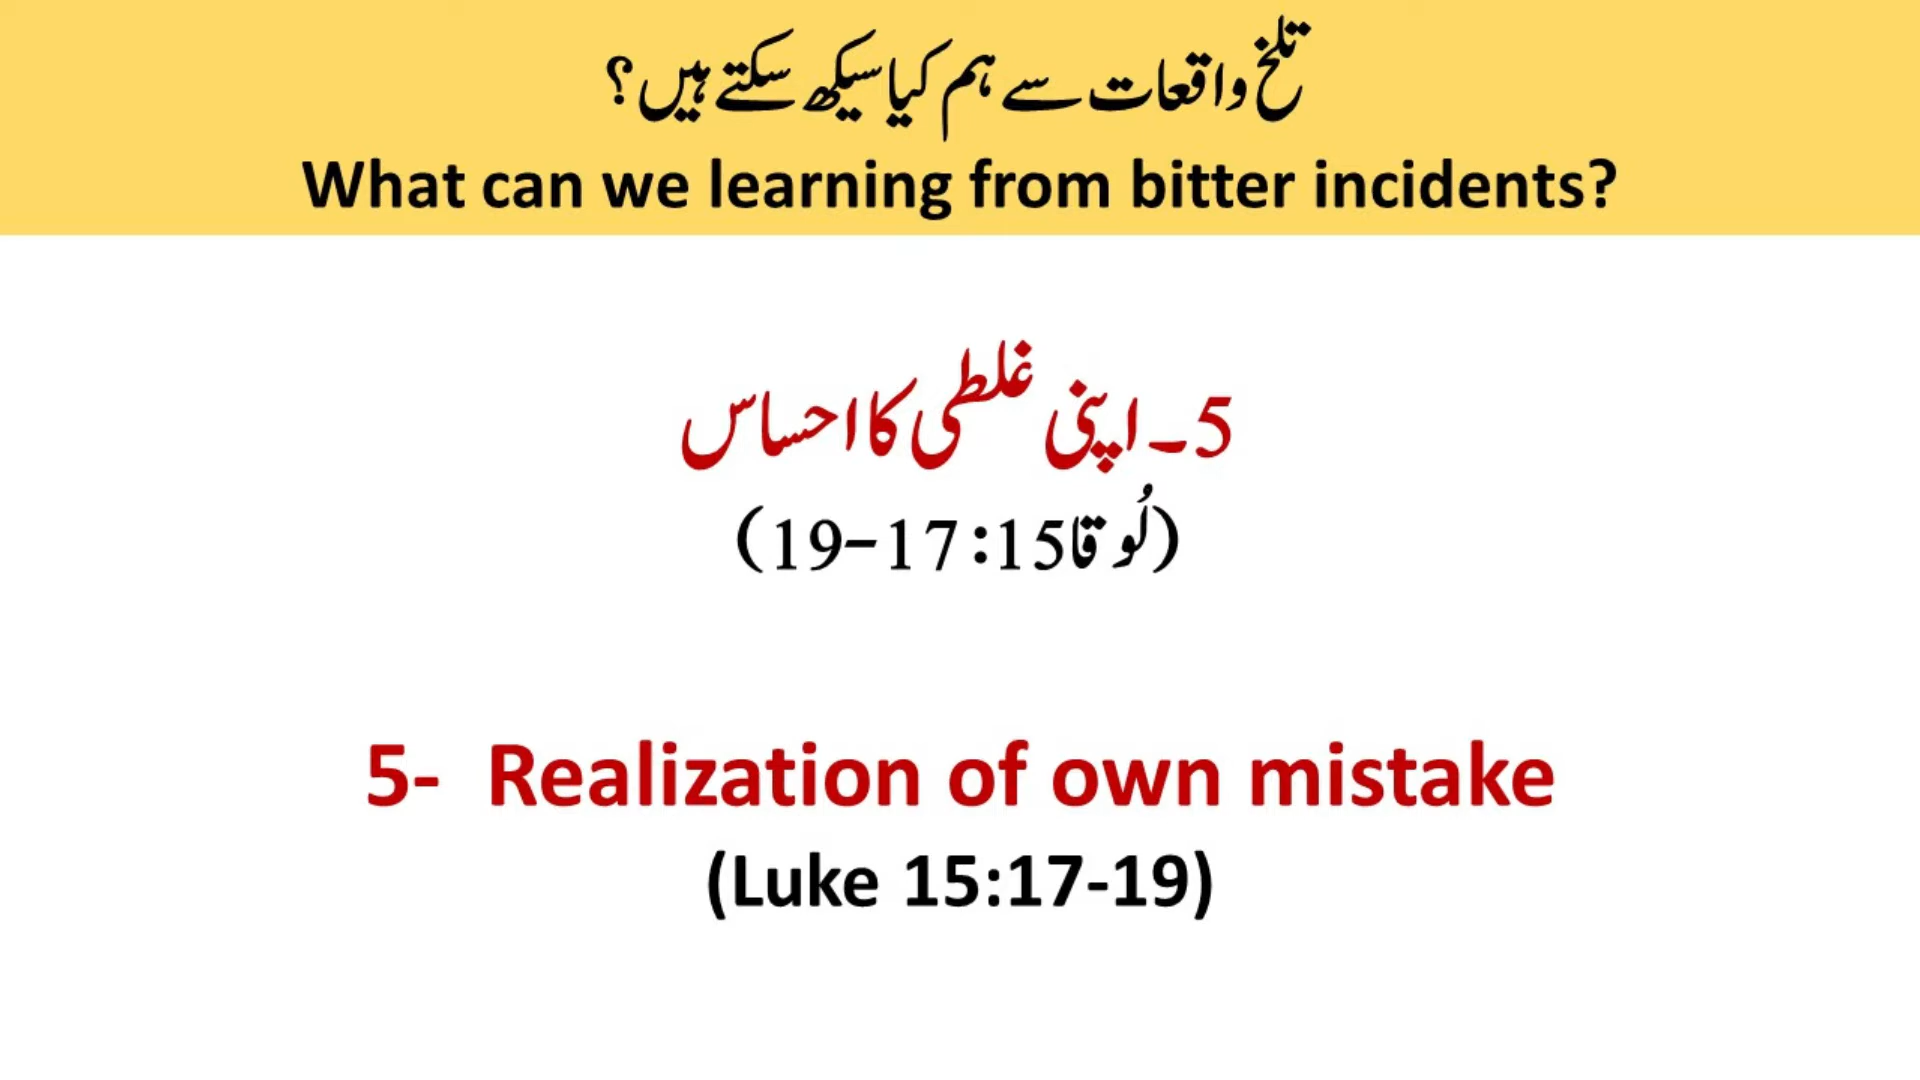 تلخ واقعات سے ہم کیا سیکھ سکتے ہیں؟
What can we learning from bitter incidents?
5۔ اپنی غلطی کا احساس
(لُوقا 15:17-19)
5- Realization of own mistake
(Luke 15:17-19)